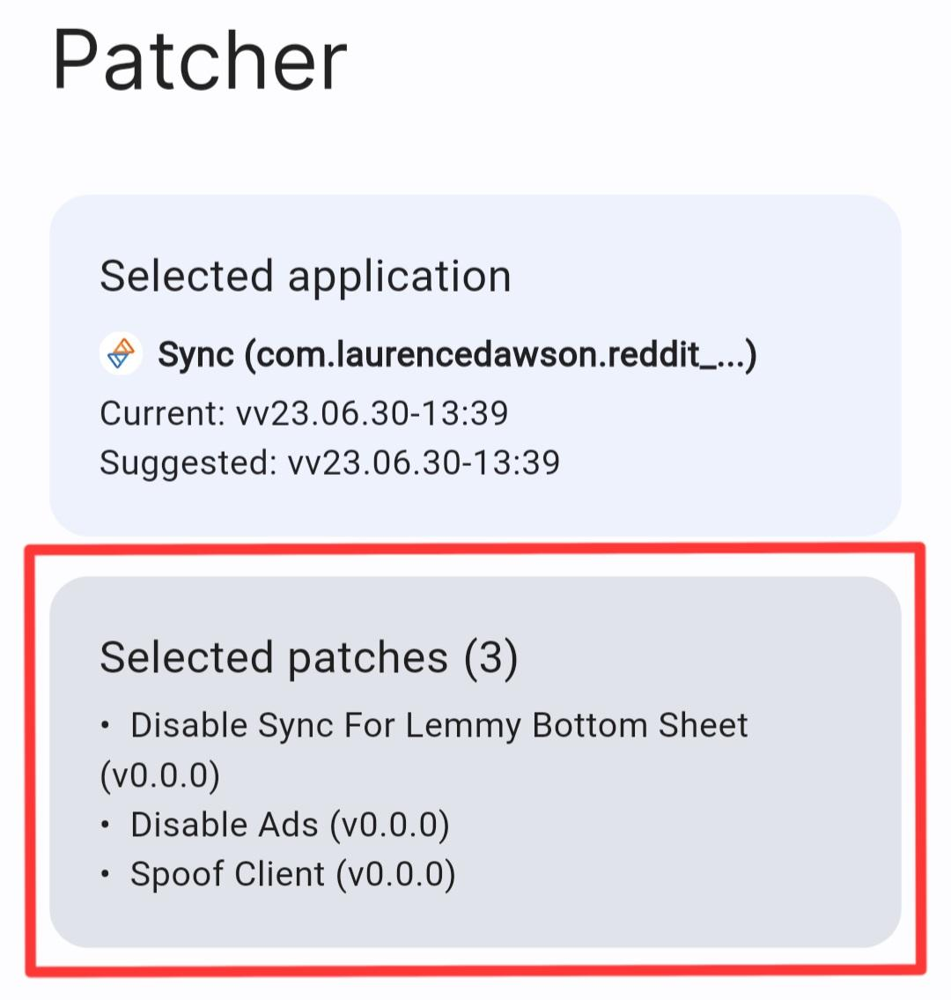 Patcher
Selected application
Sync (com.laurencedawson.reddit_...)
Current: vv23.06.30-13:39
Suggested: vv23.06.30-13:39
Selected patches (3)
• Disable Sync For Lemmy Bottom Sheet
(v0.0.0)
• Disable Ads (v0.0.0)
• Spoof Client (v0.0.0)